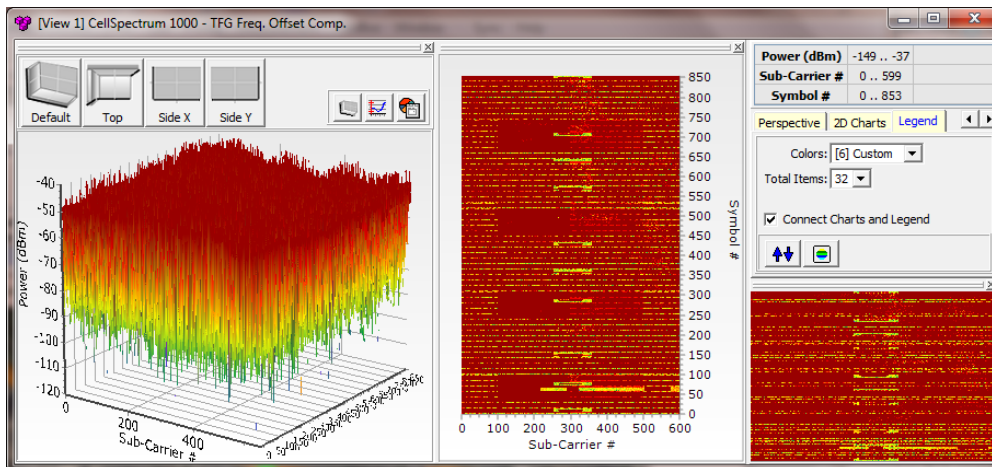 [View 1] CellSpectrum 1000 - TFG Freq. Offset Comp.
Default
Top
Side X
Side Y
-40
-50
-60
-70
-80
-90
-100
-110
-120
Power (dBm)
0
200
400
Sub-Carrier #
850
800
750
700
650
600
550
500
450
400
350
300
250
200
150
100
50
0
Symbol #
0 100 200 300 400 500 600
Sub-Carrier #
Power (dBm) -149 .. -37
Sub-Carrier # 0 .. 599
Symbol # 0 .. 853
Perspective 2D Charts Legend
Colors: [6] Custom
Total Items: 32
Connect Charts and Legend